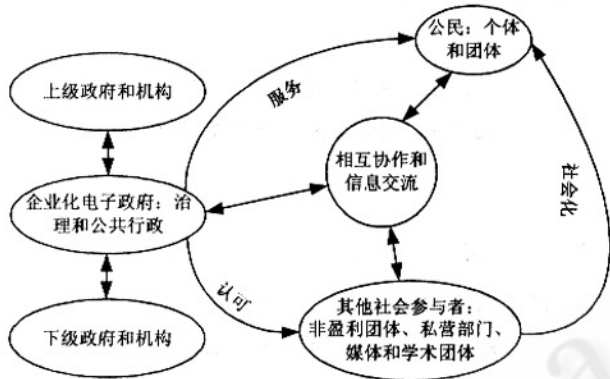 公民：个体
和团体
上级政府和机构
服务
相互协作和
信息交流
社会化
企业化电子政府：治
理和公共行政
认可
其他社会参与者：
非盈利团体、私营部门、
媒体和学术团体
下级政府和机构